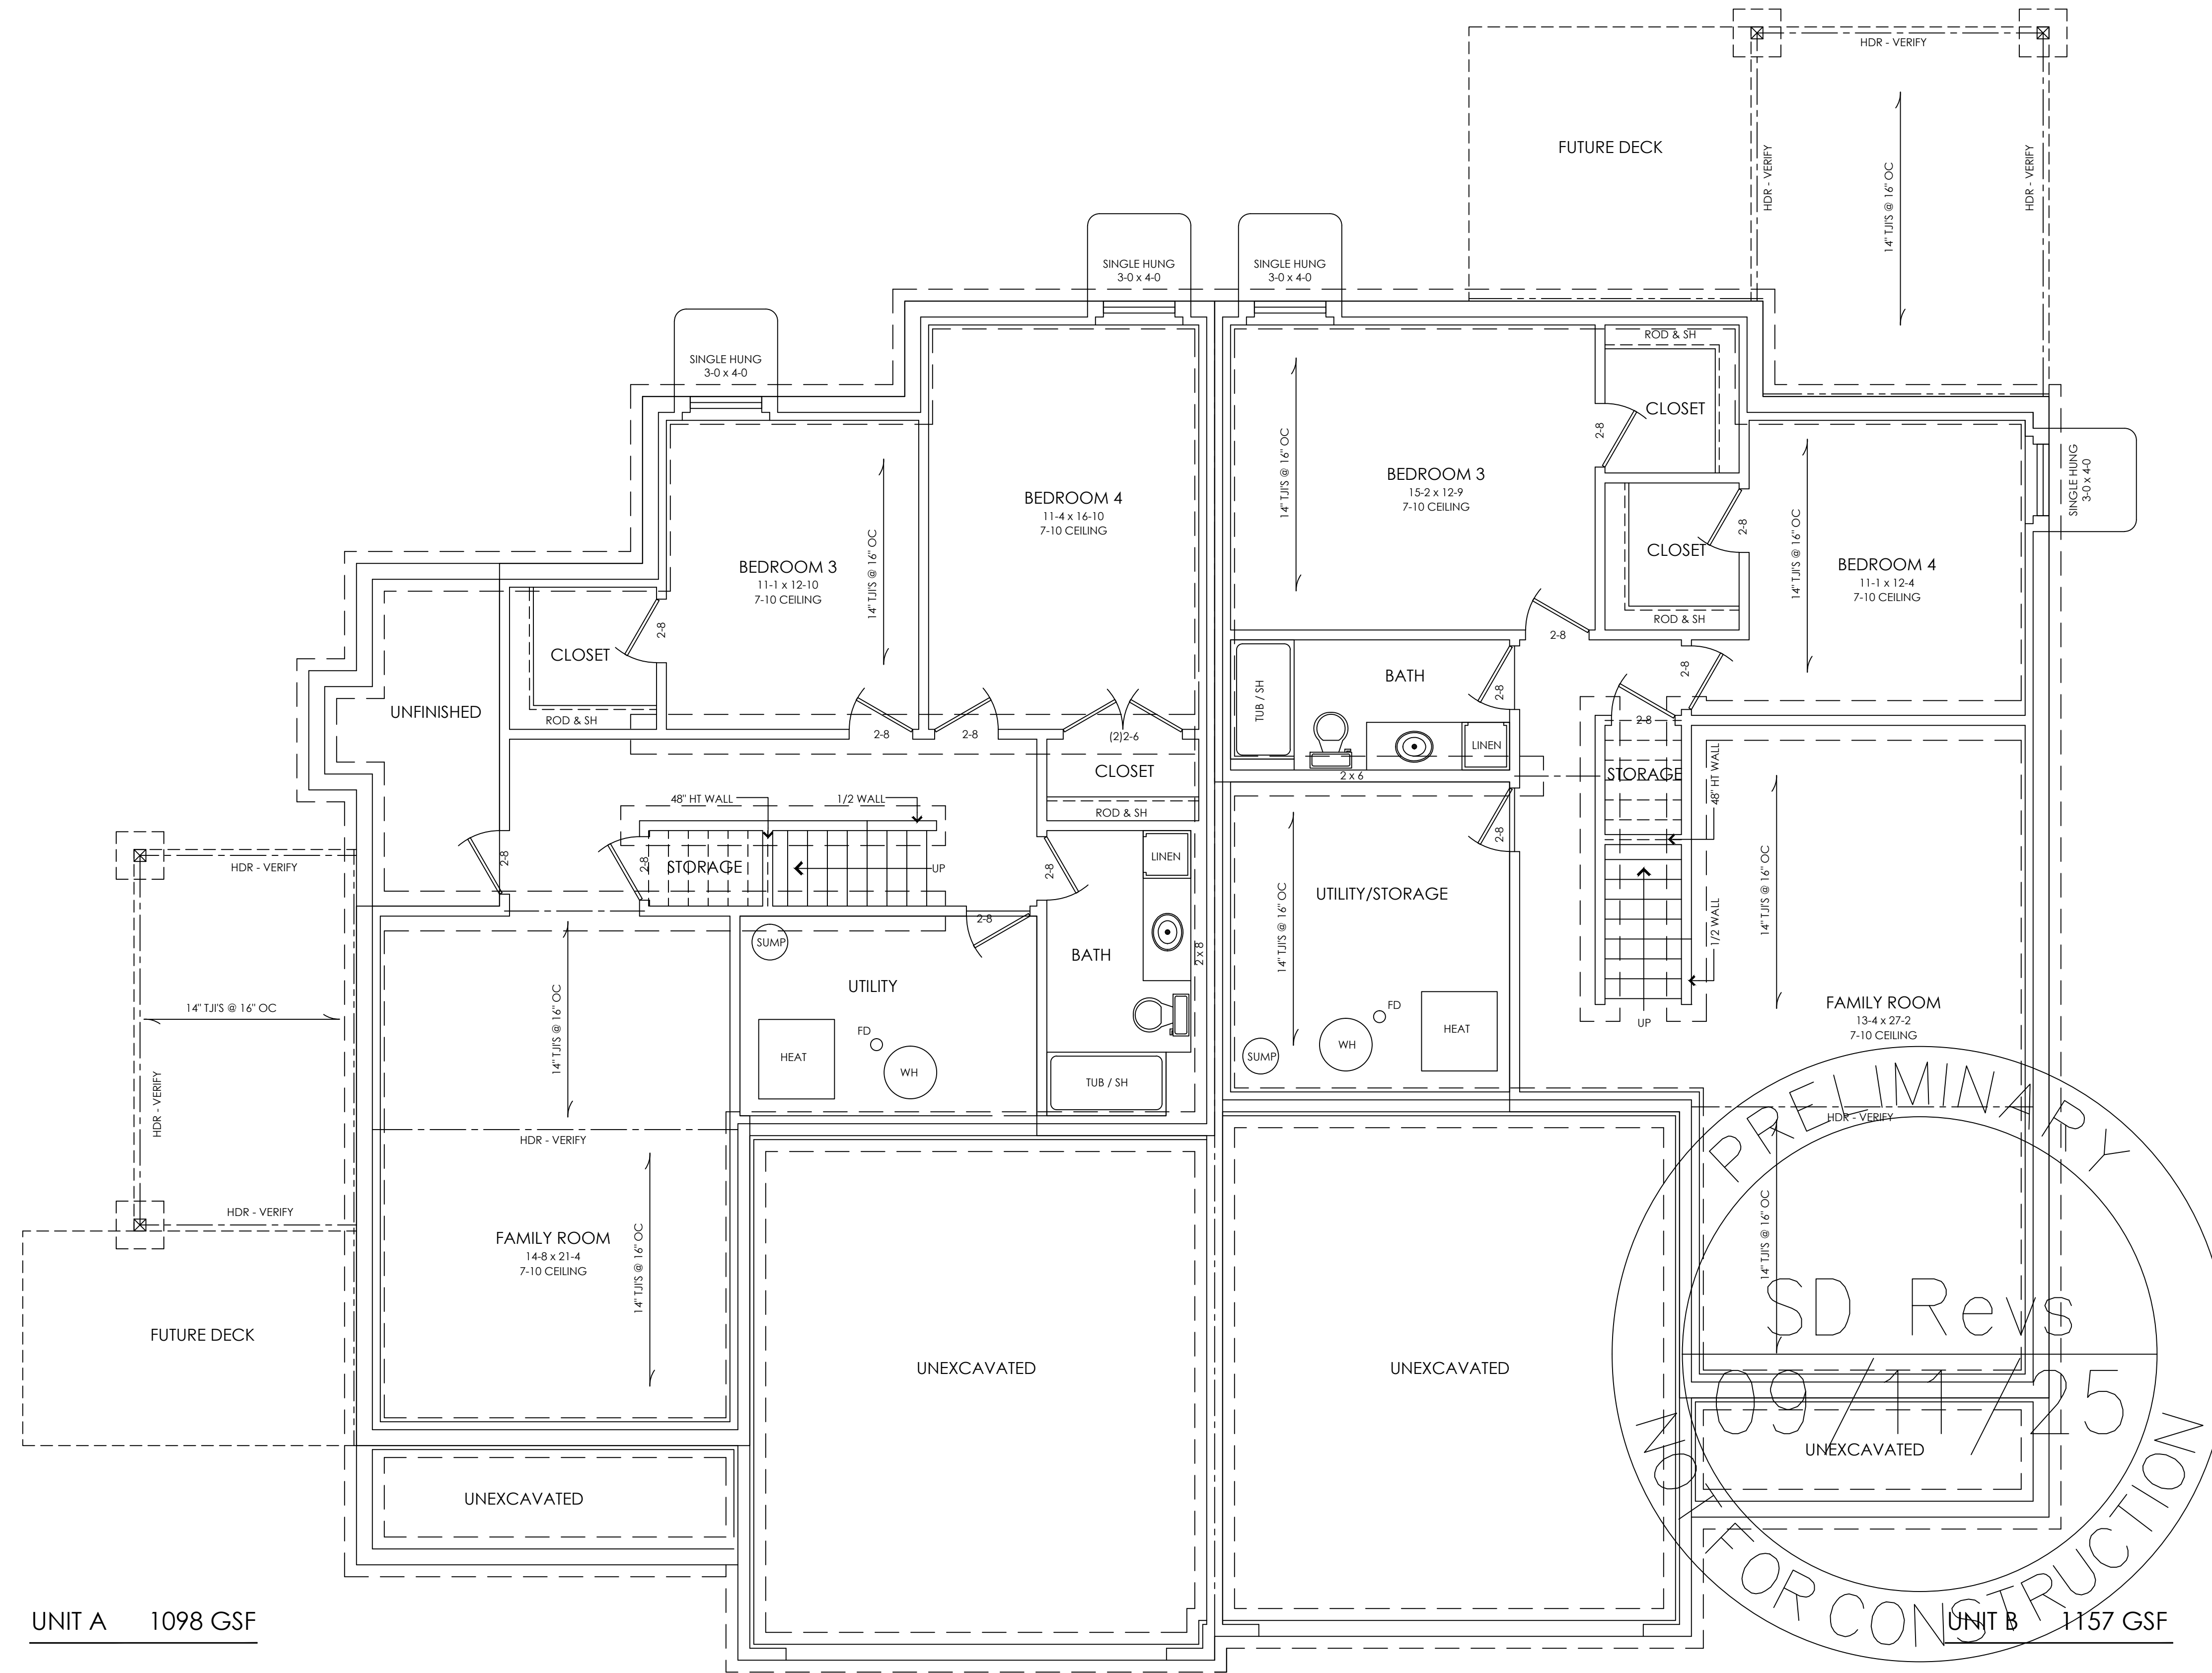 HDR - VERIFY
FUTURE DECK
HDR - VERIFY
14" TJI'S @ 16" OC
HDR - VERIFY
SINGLE HUNG
3-0 x 4-0
SINGLE HUNG
3-0 x 4-0
SINGLE HUNG
3-0 x 4-0
ROD & SH
CLOSET
2-8
14" TJI'S @ 16" OC
BEDROOM 3
15-2 x 12-9
7-10 CEILING
SINGLE HUNG
3-0 x 4-0
BEDROOM 4
11-4 x 16-10
7-10 CEILING
14" TJI'S @ 16" OC
BEDROOM 3
11-1 x 12-10
7-10 CEILING
CLOSET
2-8
14" TJI'S @ 16" OC
BEDROOM 4
11-1 x 12-4
7-10 CEILING
ROD & SH
2-8
2-8
2-8
CLOSET
2-8
UNFINISHED
ROD & SH
2-8
2-8
(2)2-6
TUB / SH
BATH
2-8
LINEN
2 x 6
2-8
STORAGE
48" HT WALL
CLOSET
ROD & SH
48" HT WALL
1/2 WALL
2-8
2-8
STORAGE
UP
2-8
LINEN
2-8
UTILITY/STORAGE
14" TJI'S @ 16" OC
14" TJI'S @ 16" OC
1/2 WALL
HDR - VERIFY
2-8
SUMP
BATH
2 x 8
UTILITY
14" TJI'S @ 16" OC
14" TJI'S @ 16" OC
FD
HEAT
WH
TUB / SH
FD
SUMP
WH
HEAT
UP
FAMILY ROOM
13-4 x 27-2
7-10 CEILING
HDR - VERIFY
HDR - VERIFY
HDR - VERIFY
HDR - VERIFY
FAMILY ROOM
14-8 x 21-4
7-10 CEILING
14" TJI'S @ 16" OC
14" TJI'S @ 16" OC
FUTURE DECK
UNEXCAVATED
UNEXCAVATED
PRELIMINARY
SD Revs
09/11/25
NOT FOR CONSTRUCTION
UNEXCAVATED
UNEXCAVATED
UNIT A 1098 GSF
UNIT B 1157 GSF